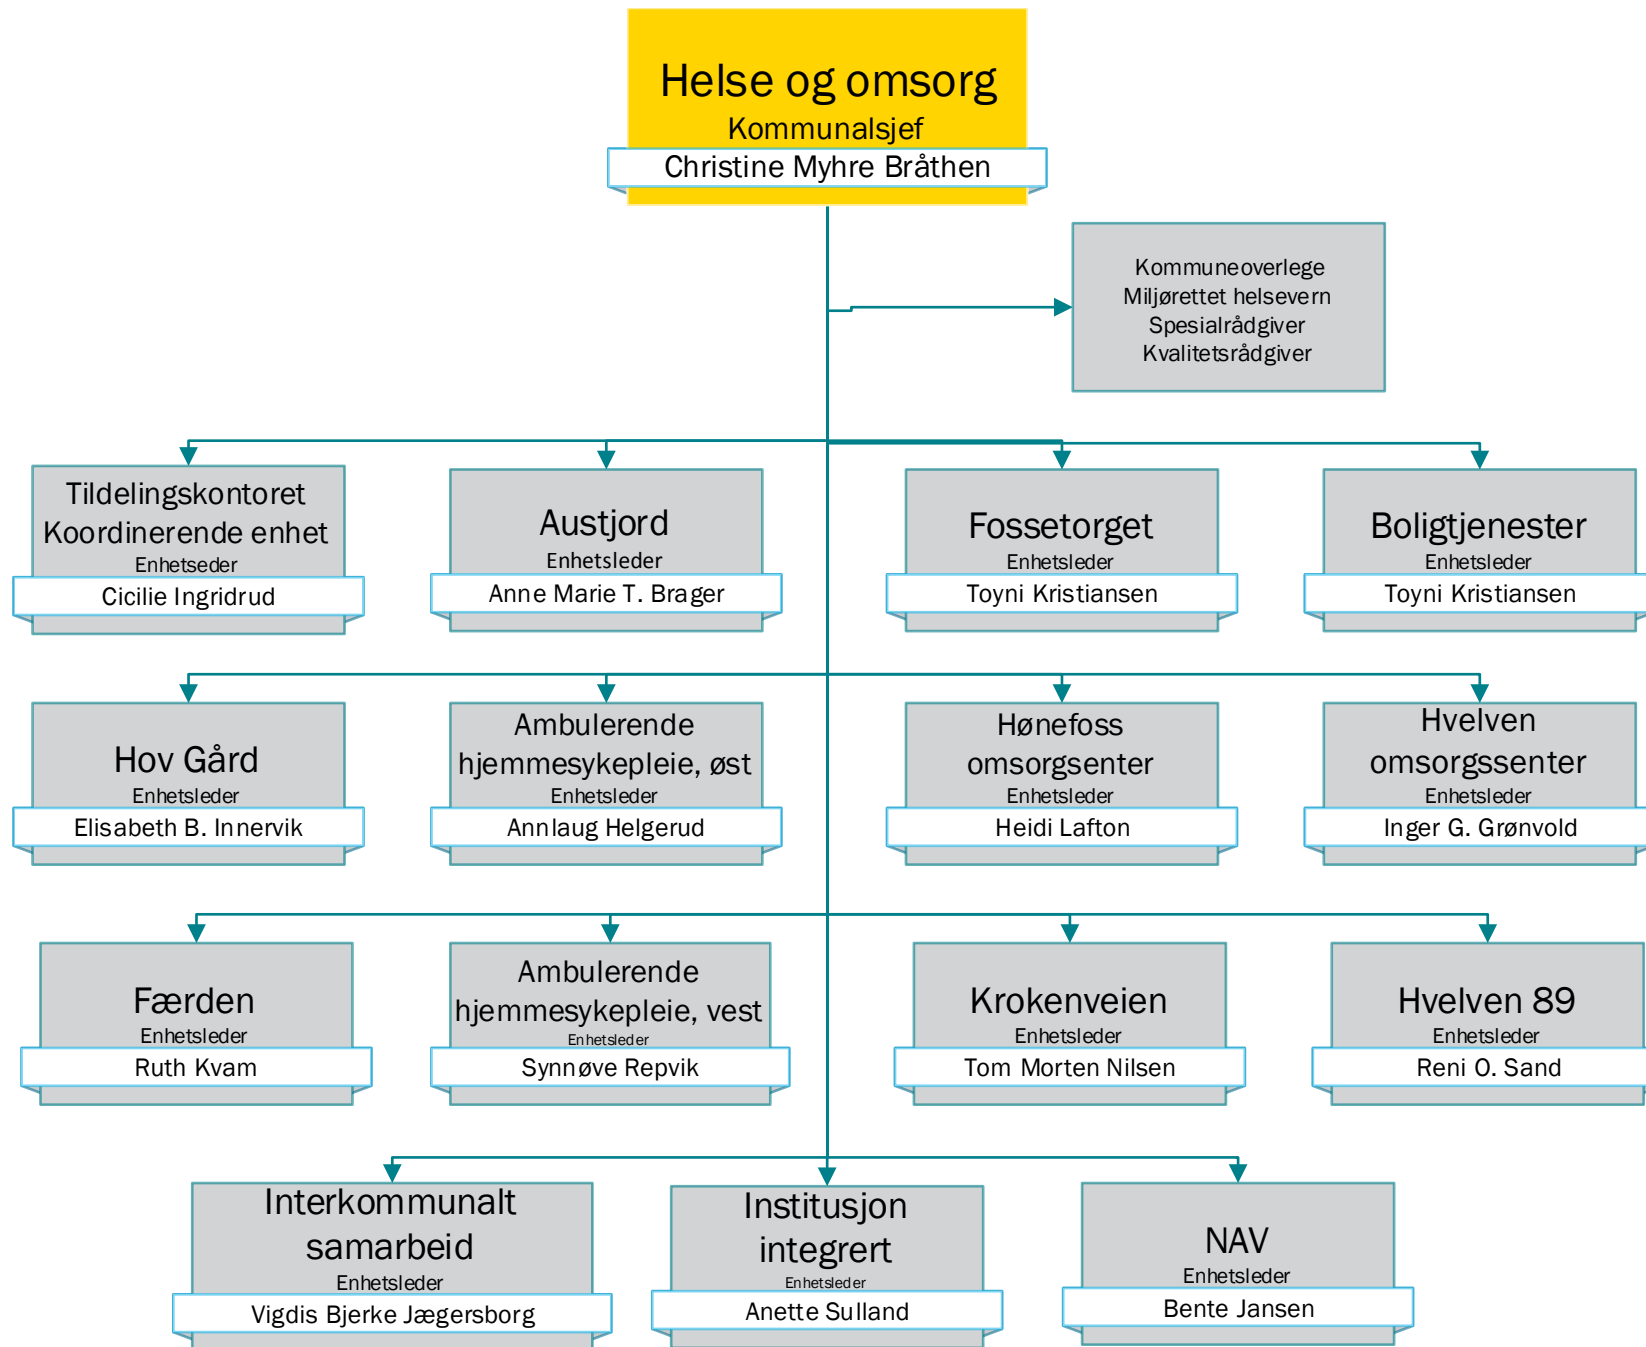 Helse og omsorg
Kommunalsjef
Christine Myhre Bråthen
Kommuneoverlege
Miljørettet helsevern
Spesialrådgiver
Kvalitetsrådgiver
Tildelingskontoret
Koordinerende enhet
Enhetseder
Cicilie Ingridrud
Austjord
Enhetsleder
Anne Marie T. Brager
Fossetorget
Enhetsleder
Toyni Kristiansen
Boligtjenester
Enhetsleder
Toyni Kristiansen
Hov Gård
Enhetsleder
Elisabeth B. Innervik
Ambulerende
hjemmesykepleie, øst
Enhetsleder
Annlaug Helgerud
Hønefoss
omsorgsenter
Enhetsleder
Heidi Lafton
Hvelven
omsorgssenter
Enhetsleder
Inger G. Grønvold
Færden
Enhetsleder
Ruth Kvam
Ambulerende
hjemmesykepleie, vest
Enhetsleder
Synnøve Repvik
Krokenveien
Enhetsleder
Tom Morten Nilsen
Hvelven 89
Enhetsleder
Reni O. Sand
Interkommunalt
samarbeid
Enhetsleder
Vigdis Bjerke Jægersborg
Institusjon
integrert
Enhetsleder
Anette Sulland
NAV
Enhetsleder
Bente Jansen